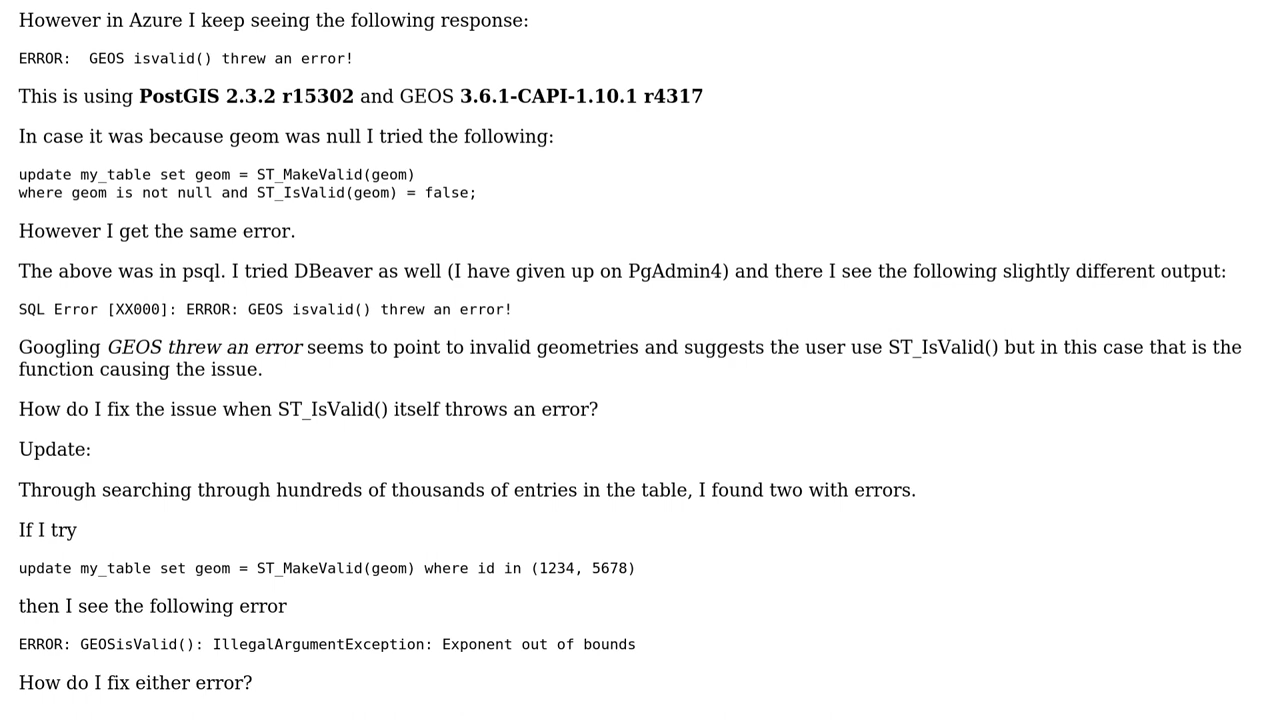 However in Azure I keep seeing the following response:
ERROR:  GEOS isvalid() threw an error!
This is using PostGIS 2.3.2 r15302 and GEOS 3.6.1-CAPI-1.10.1 r4317
In case it was because geom was null I tried the following:
update my_table set geom = ST_MakeValid(geom)
where geom is not null and ST_IsValid(geom) = false;
However I get the same error.
The above was in psql. I tried DBeaver as well (I have given up on PgAdmin4) and there I see the following slightly different output:
SQL Error [XX000]: ERROR: GEOS isvalid() threw an error!
Googling GEOS threw an error seems to point to invalid geometries and suggests the user use ST_IsValid() but in this case that is the
function causing the issue.
How do I fix the issue when ST_IsValid() itself throws an error?
Update:
Through searching through hundreds of thousands of entries in the table, I found two with errors.
If I try
update my_table set geom = ST_MakeValid(geom) where id in (1234, 5678)
then I see the following error
ERROR: GEOSisValid(): IllegalArgumentException: Exponent out of bounds
How do I fix either error?